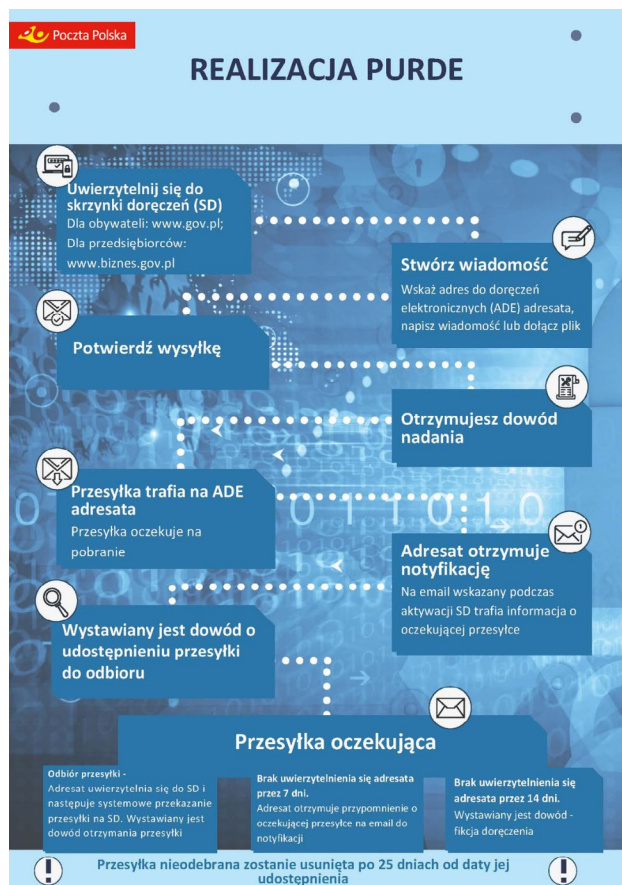 Poczta Polska
REALIZACJA PURDE
Uwierzytelnij się do
skrzynki doręczeń (SD)
Dla obywateli: www.gov.pl;
Dla przedsiębiorców:
www.biznes.gov.pl
Stwórz wiadomość
Wskaż adres do doręczeń
elektronicznych (ADE) adresata,
napisz wiadomość lub dołącz plik
Potwierdź wysyłkę
Otrzymujesz dowód
nadania
Przesyłka trafia na ADE
adresata
Przesyłka oczekuje na
pobranie
Adresat otrzymuje
notyfikację
Na email wskazany podczas
aktywacji SD trafia informacja o
oczekującej przesyłce
Wystawiany jest dowód o
udostępnieniu przesyłki
do odbioru
Przesyłka oczekująca
Odbiór przesyłki -
Adresat uwierzytelnia się do SD i
następuje systemowe przekazanie
przesyłki na SD. Wystawiany jest
dowód otrzymania przesyłki
Brak uwierzytelnienia się adresata
przez 7 dni.
Adresat otrzymuje przypomnienie o
oczekującej przesyłce na email do
notyfikacji
Brak uwierzytelnienia się
adresata przez 14 dni.
Wystawiany jest dowód -
fikcja doręczenia
Przesyłka nieodebrana zostanie usunięta po 25 dniach od daty jej
udostępnienia